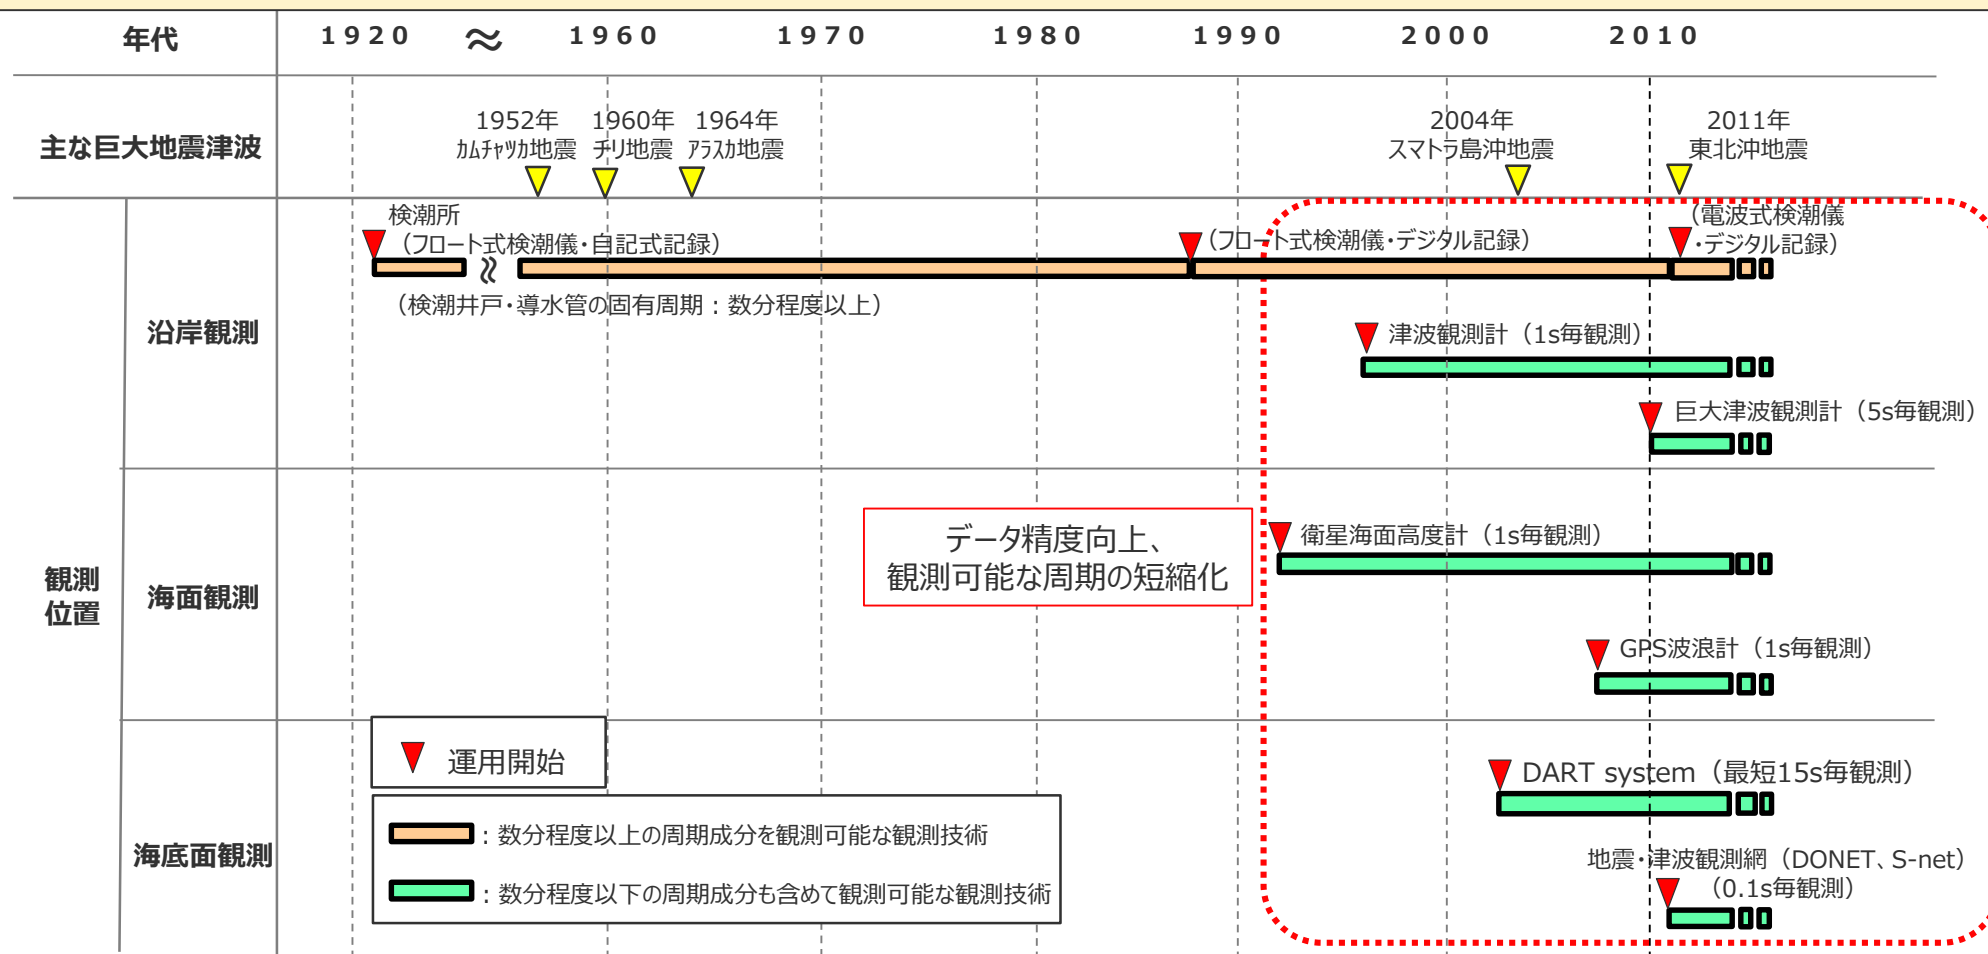 年代
1920 ≈ 1960 1970 1980 1990 2000 2010
主な巨大地震津波
1952年
カムチャツカ地震
1960年
チリ地震
1964年
アラスカ地震
2004年
スマトラ島沖地震
2011年
東北沖地震
観測
位置
沿岸観測
検潮所
（フロート式検潮儀・自記式記録）
（フロート式検潮儀・デジタル記録）
（電波式検潮儀
・デジタル記録）
（検潮井戸・導水管の固有周期：数分程度以上）
津波観測計（1s毎観測）
巨大津波観測計（5s毎観測）
海面観測
データ精度向上、
観測可能な周期の短縮化
衛星海面高度計（1s毎観測）
GPS波浪計（1s毎観測）
海底面観測
運用開始
：数分程度以上の周期成分を観測可能な観測技術
：数分程度以下の周期成分も含めて観測可能な観測技術
DART system（最短15s毎観測）
地震・津波観測網（DONET、S-net）
（0.1s毎観測）